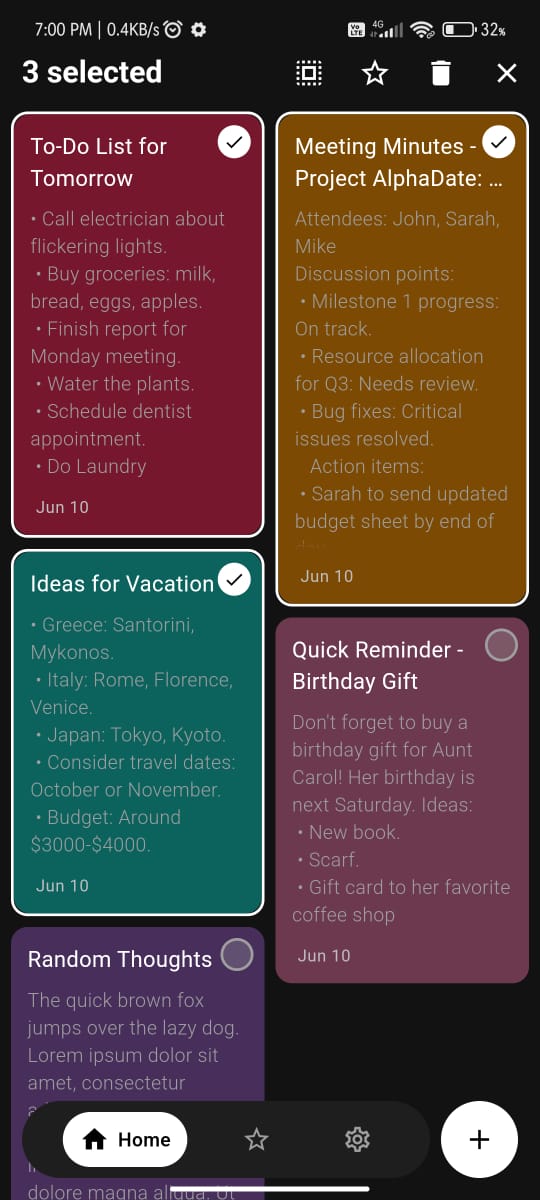 7:00 PM | 0.4KB/s
Vo
LTE
4G
32%
3 selected
To-Do List for
Tomorrow
• Call electrician about
flickering lights.
• Buy groceries: milk,
bread, eggs, apples.
• Finish report for
Monday meeting.
• Water the plants.
• Schedule dentist
appointment.
• Do Laundry
Jun 10
Meeting Minutes -
Project AlphaDate: ...
Attendees: John, Sarah,
Mike
Discussion points:
• Milestone 1 progress:
On track.
• Resource allocation
for Q3: Needs review.
• Bug fixes: Critical
issues resolved.
Action items:
• Sarah to send updated
budget sheet by end of
Jun 10
Ideas for Vacation
• Greece: Santorini,
Mykonos.
• Italy: Rome, Florence,
Venice.
• Japan: Tokyo, Kyoto.
• Consider travel dates:
October or November.
• Budget: Around
$3000-$4000.
Jun 10
Quick Reminder -
Birthday Gift
Don't forget to buy a
birthday gift for Aunt
Carol! Her birthday is
next Saturday. Ideas:
• New book.
• Scarf.
• Gift card to her favorite
coffee shop
Jun 10
Random Thoughts
The quick brown fox
jumps over the lazy dog.
Lorem ipsum dolor sit
amet, consectetur
dolore magna aliqua. Ut
Home